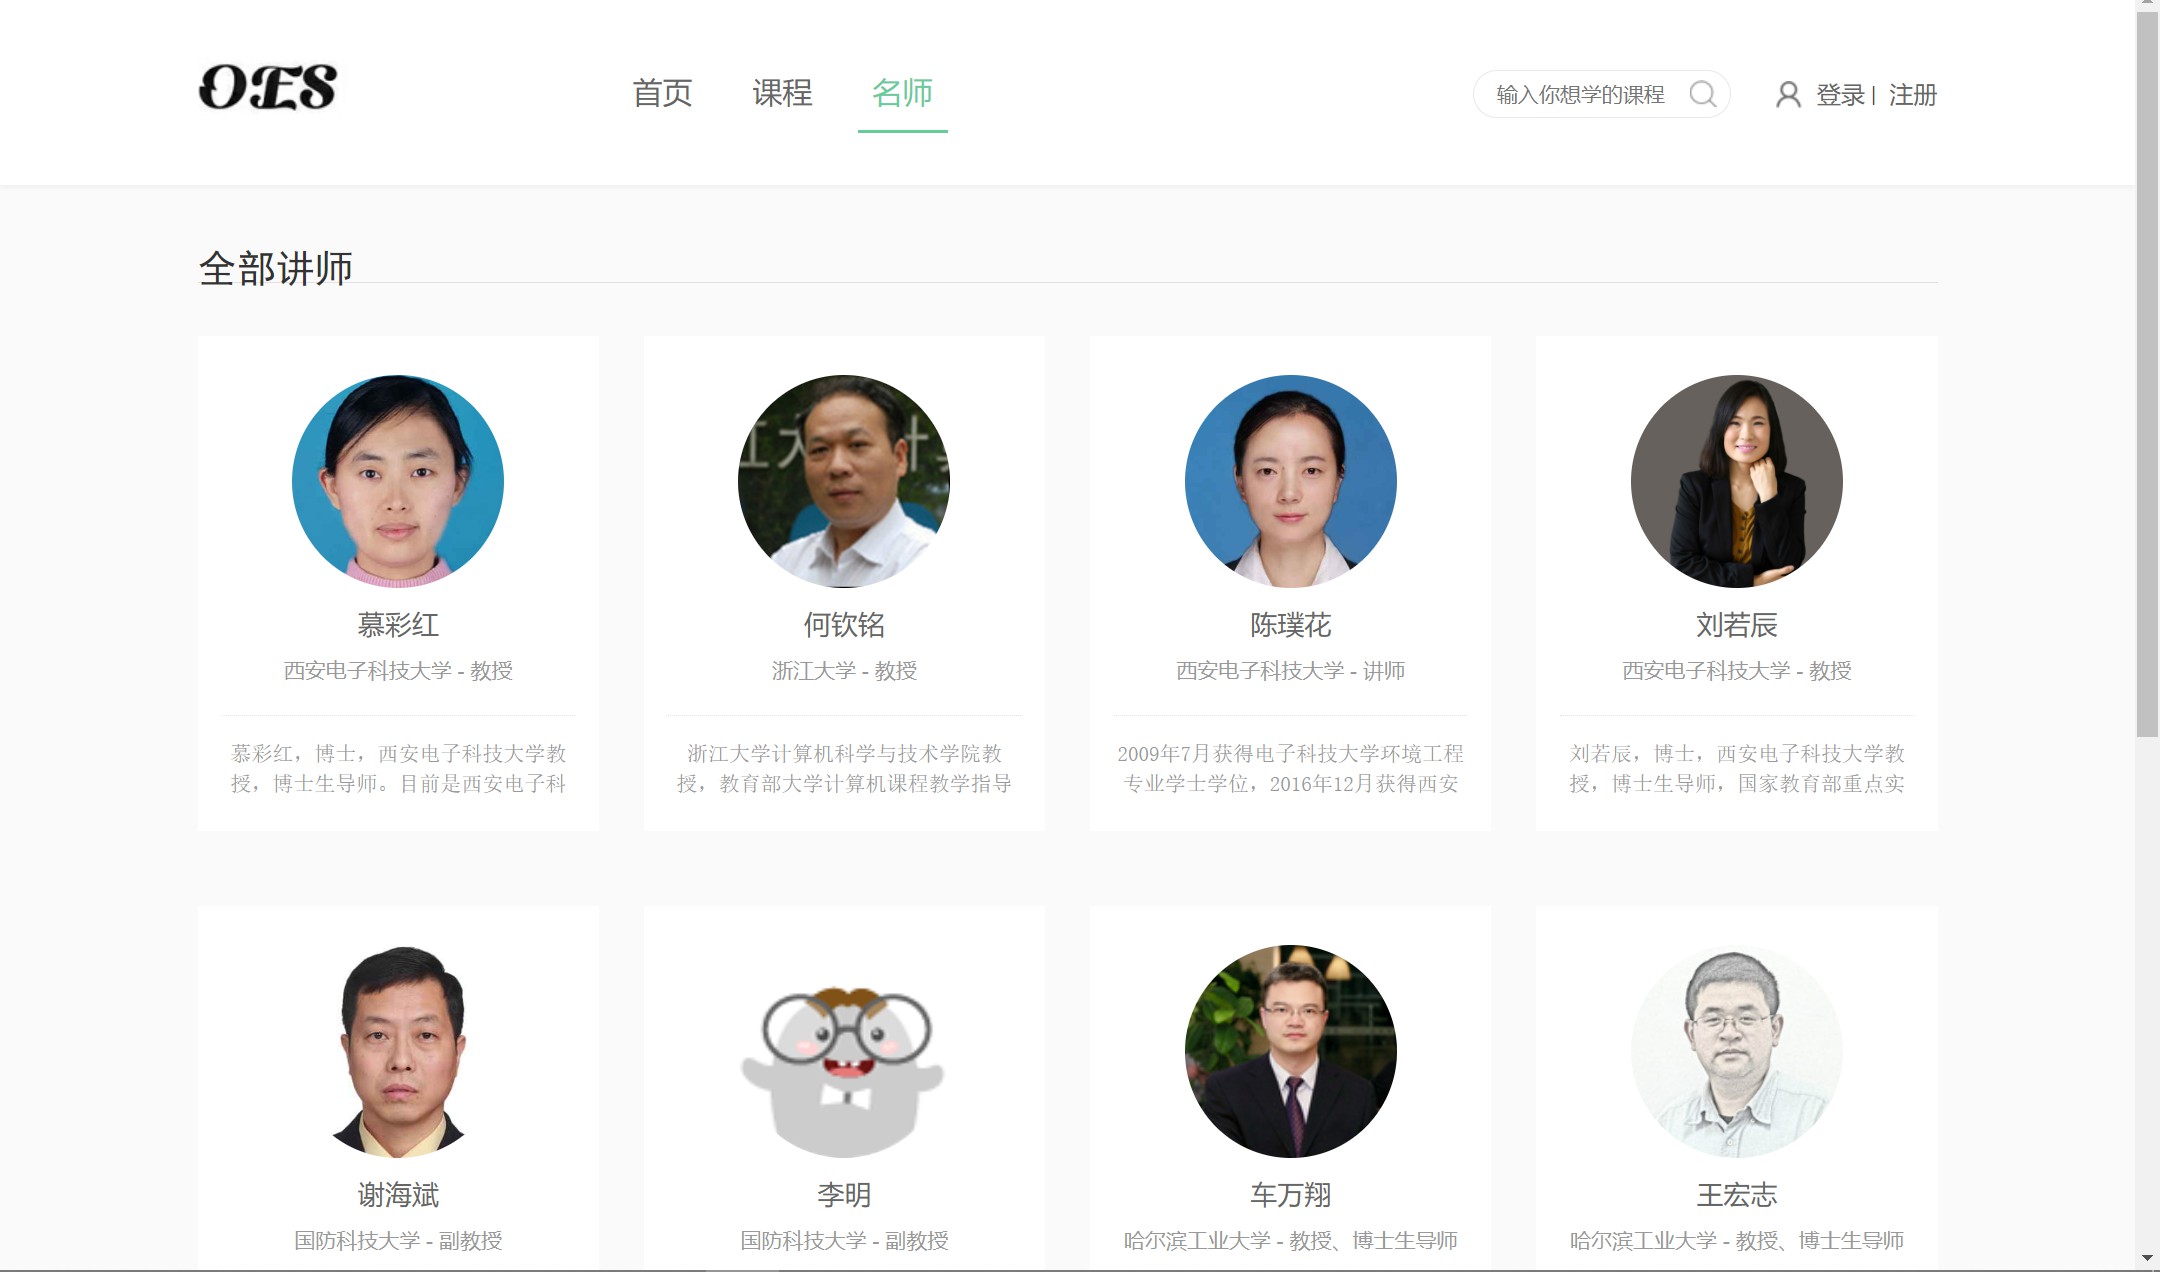 OES
首页
课程
名师
输入你想学的课程
登录 | 注册
全部讲师
慕彩红
西安电子科技大学 - 教授
慕彩红，博士，西安电子科技大学教
授，博士生导师。目前是西安电子科
何钦铭
浙江大学 - 教授
浙江大学计算机科学与技术学院教
授，教育部大学计算机课程教学指导
陈璞花
西安电子科技大学 - 讲师
2009年7月获得电子科技大学环境工程
专业学士学位，2016年12月获得西安
刘若辰
西安电子科技大学 - 教授
刘若辰，博士，西安电子科技大学教
授，博士生导师，国家教育部重点实
谢海斌
国防科技大学 - 副教授
李明
国防科技大学 - 副教授
车万翔
哈尔滨工业大学 - 教授、博士生导师
王宏志
哈尔滨工业大学 - 教授、博士生导师